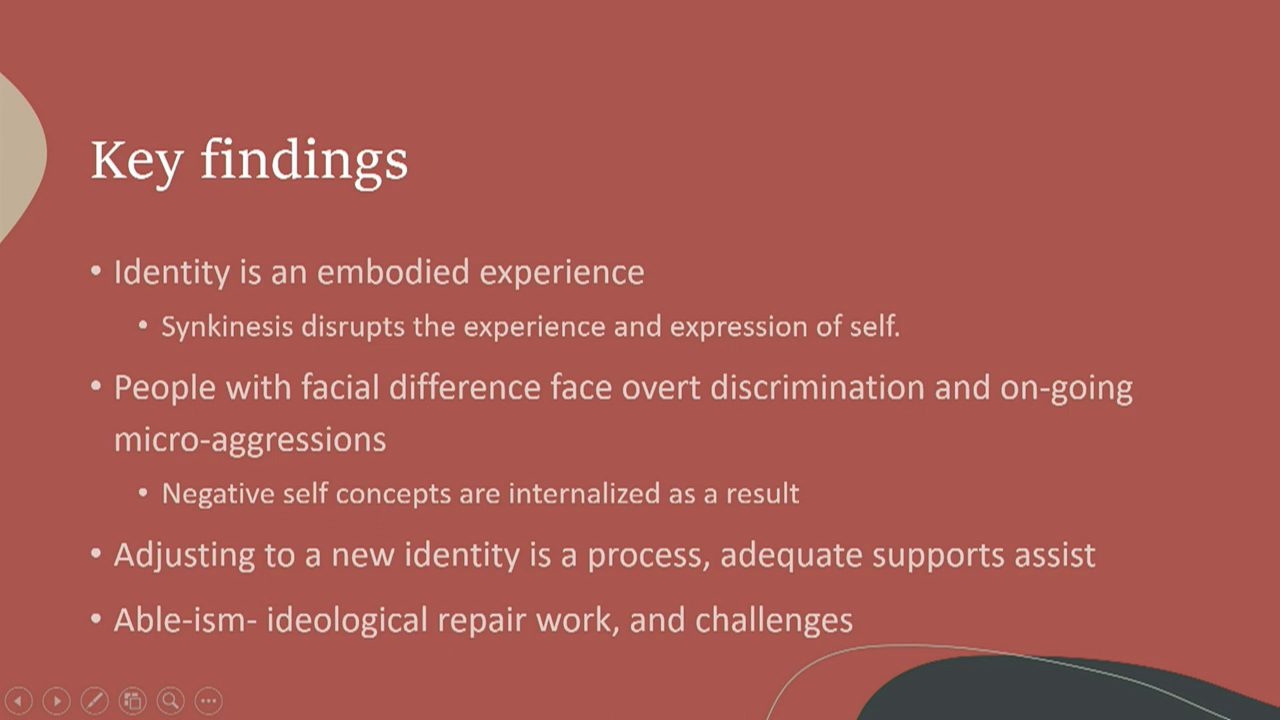 Key findings
• Identity is an embodied experience
• Synkinesis disrupts the experience and expression of self.
• People with facial difference face overt discrimination and on-going
micro-aggressions
• Negative self concepts are internalized as a result
• Adjusting to a new identity is a process, adequate supports assist
• Able-ism- ideological repair work, and challenges